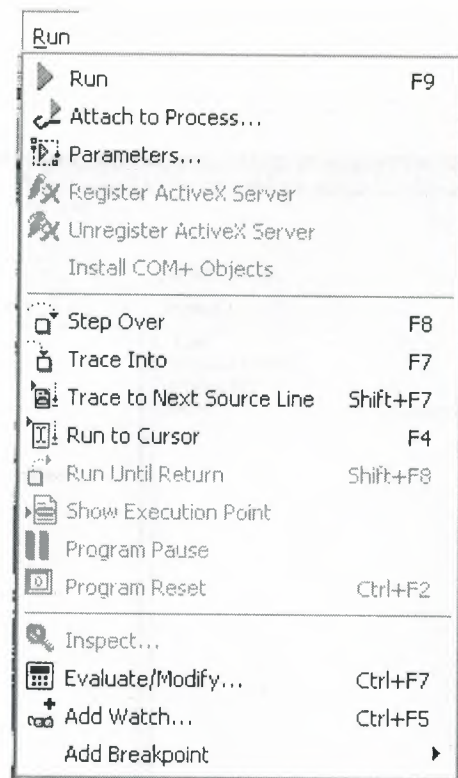 Run
Run F9
Attach to Process...
Parameters...
Register ActiveX Server
Unregister ActiveX Server
Install COM+ Objects
Step Over F8
Trace Into F7
Trace to Next Source Line Shift+F7
Run to Cursor F4
Run Until Return Shift+F8
Show Execution Point
Program Pause
Program Reset Ctrl+F2
Inspect...
Evaluate/Modify... Ctrl+F7
Add Watch... Ctrl+F5
Add Breakpoint